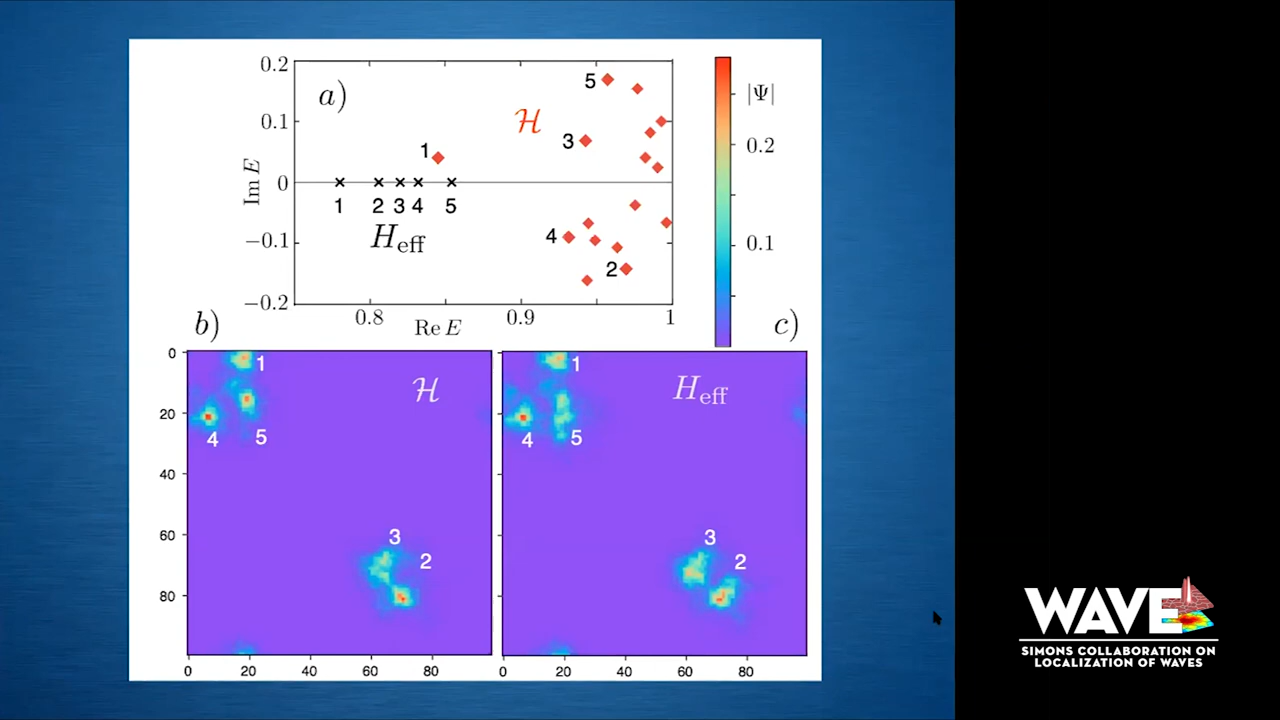 0.2
a)
5
|Ψ|
0.1
ℋ
3
0.2
1
Im E
0
1 2 3 4 5
4
−0.1
H_eff
0.1
2
−0.2
0.8
0.9
1
Re E
b)
c)
0
1
1
ℋ
H_eff
20
4
5
4
5
40
60
3
3
2
2
80
0 20 40 60 80
0 20 40 60 80
WAVE
SIMONS COLLABORATION ON
LOCALIZATION OF WAVES